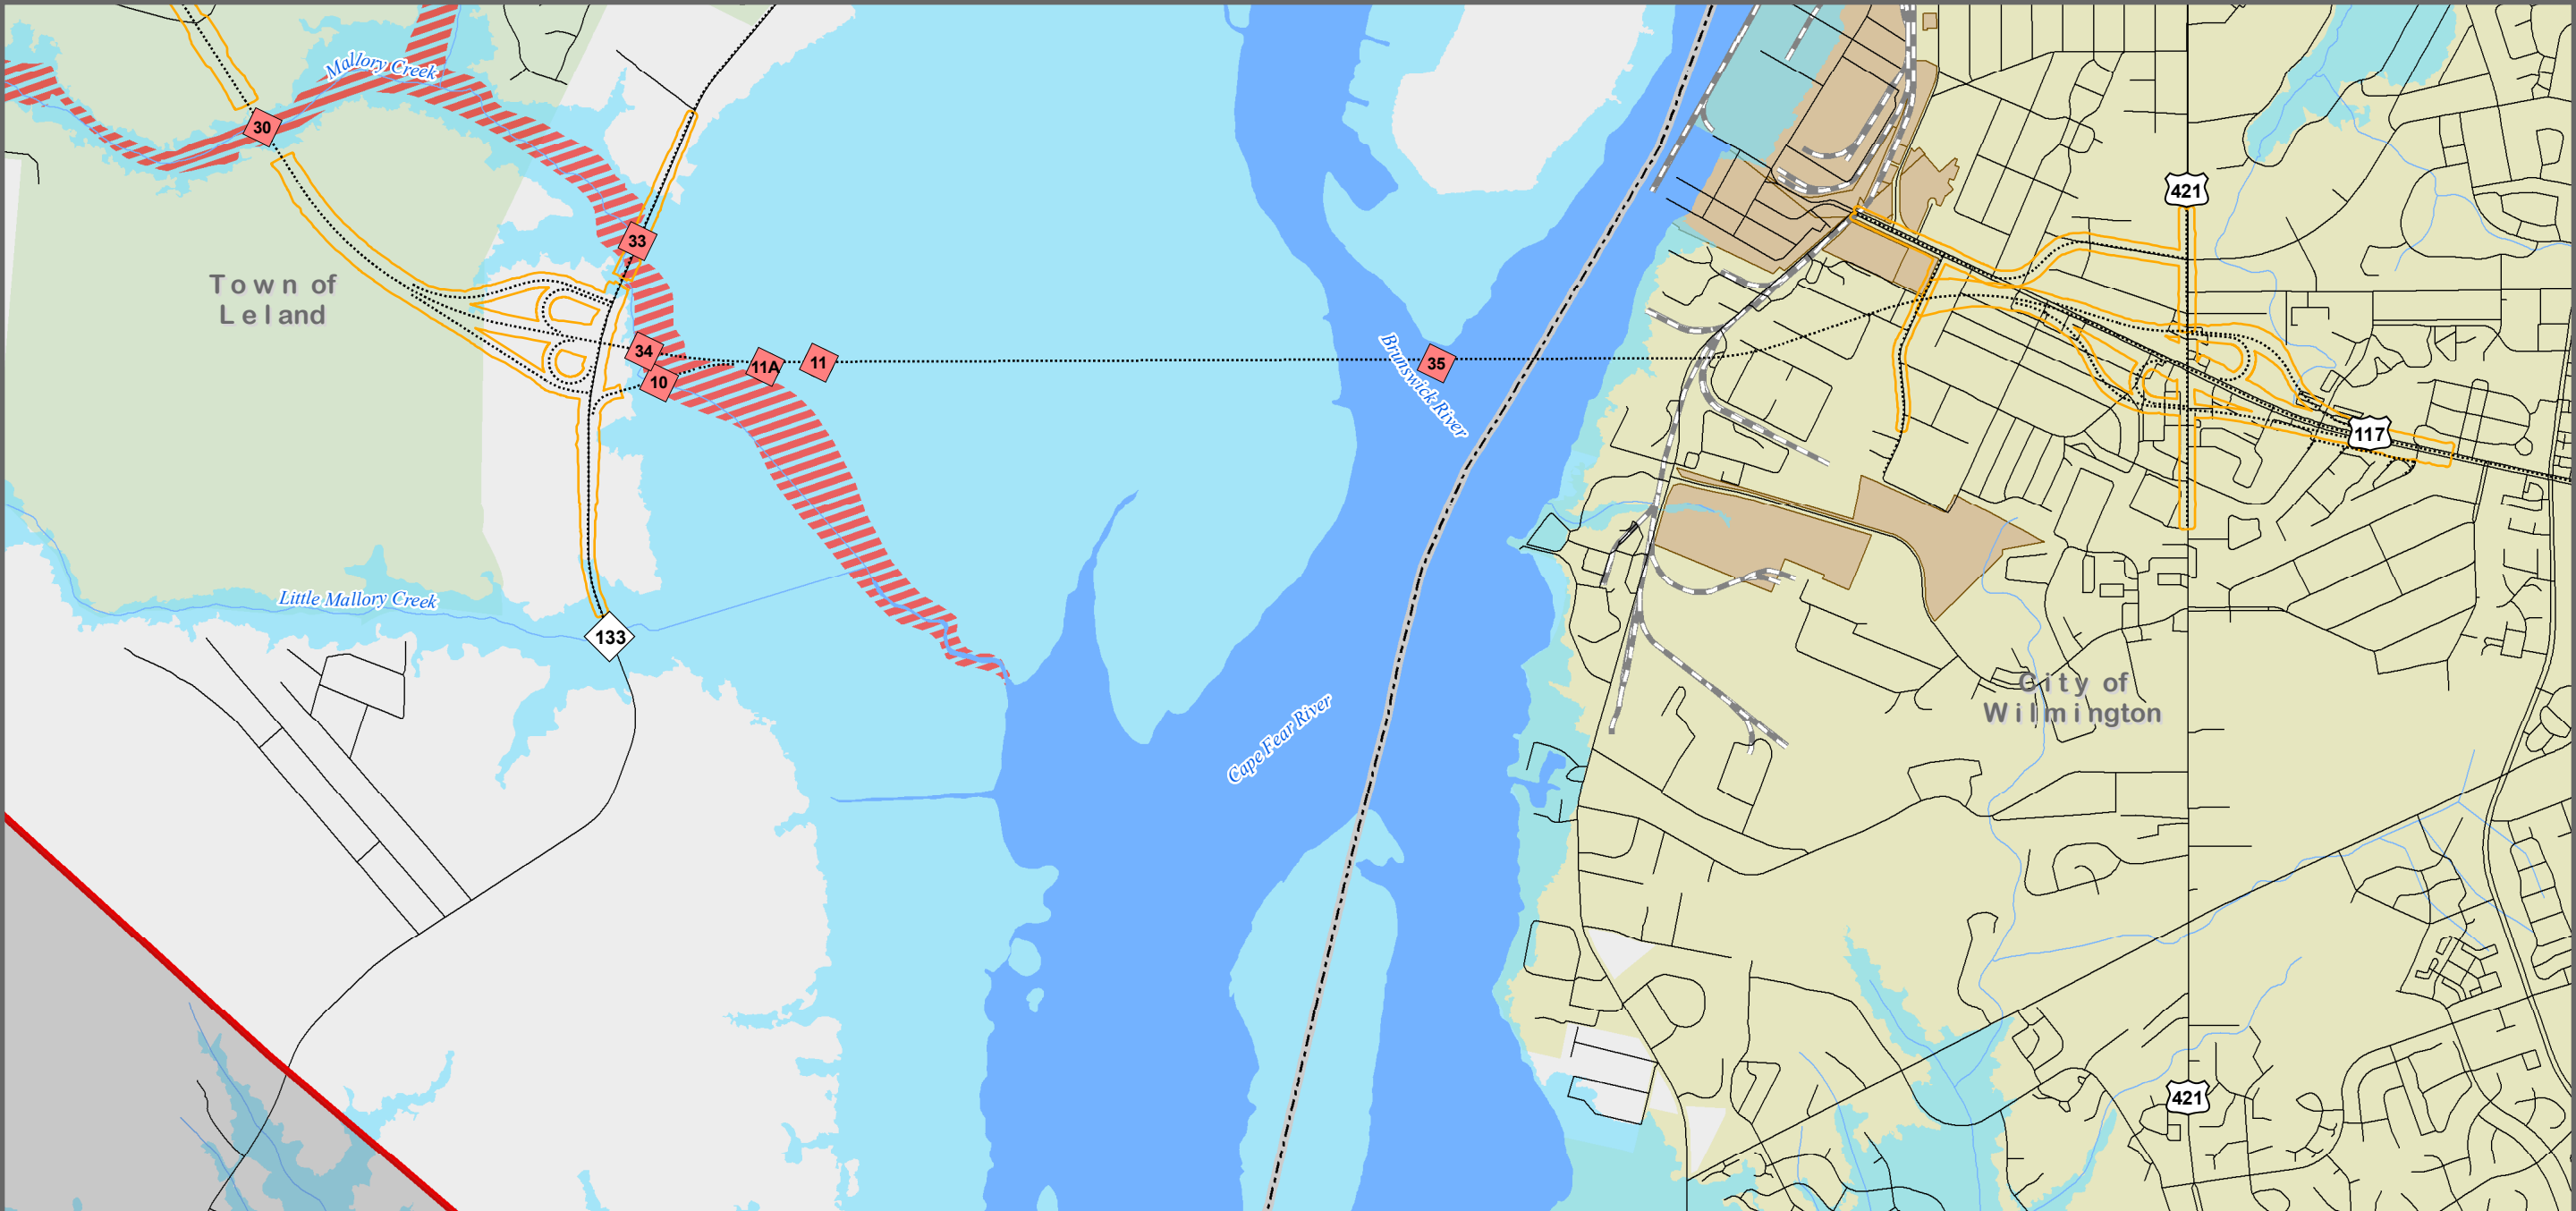 Mallory Creek
30
421
33
Town of
Leland
34
11A
11
35
10
Brunswick River
117
Little Mallory Creek
133
City of
Wilmington
Cape Fear River
421